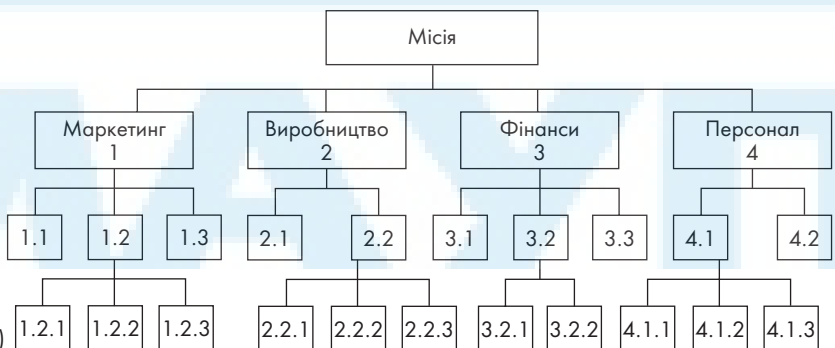 Місія
Маркетинг
1
Виробництво
2
Фінанси
3
Персонал
4
1.1 1.2 1.3 2.1 2.2 3.1 3.2 3.3 4.1 4.2
) 1.2.1 1.2.2 1.2.3 2.2.1 2.2.2 2.2.3 3.2.1 3.2.2 4.1.1 4.1.2 4.1.3